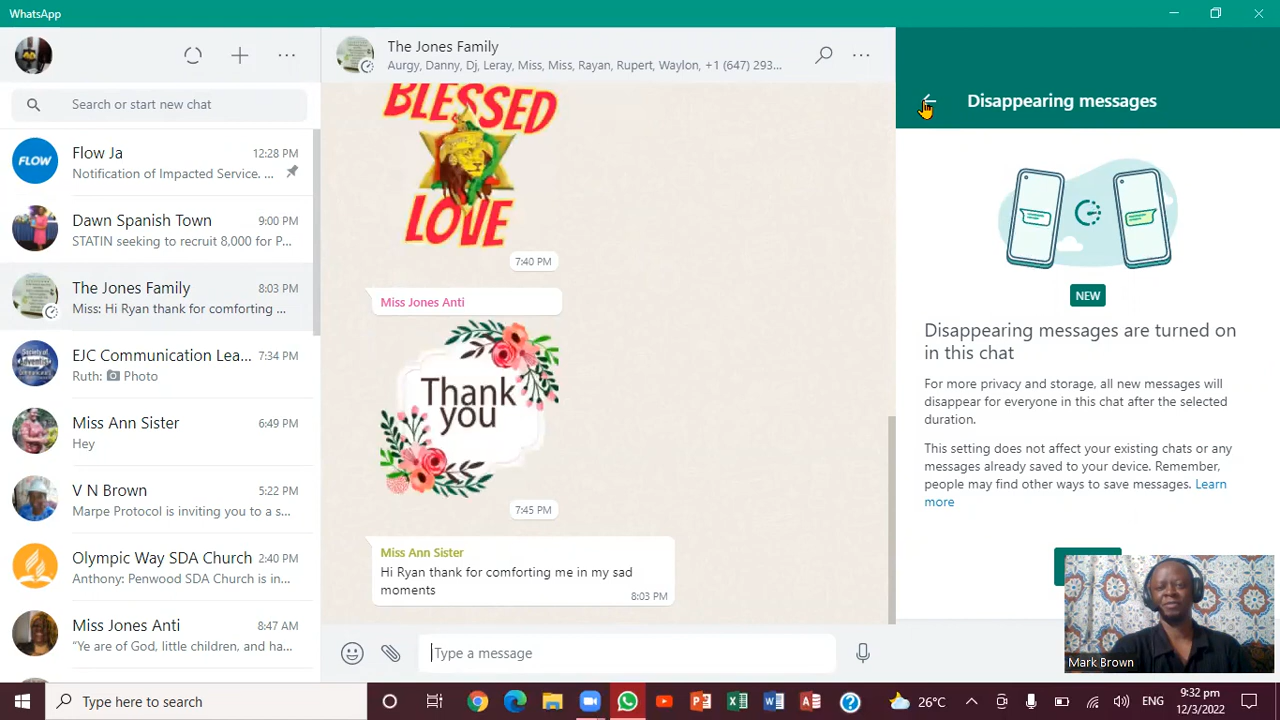 WhatsApp
Search or start new chat
FLOW
Flow Ja
12:28 PM
Notification of Impacted Service. ...
Dawn Spanish Town
9:00 PM
STATIN seeking to recruit 8,000 for P...
The Jones Family
8:03 PM
Miss: Hi Ryan thank for comforting ...
EJC Communication Lea...
7:34 PM
Ruth: Photo
Miss Ann Sister
6:49 PM
Hey
V N Brown
5:22 PM
Marpe Protocol is inviting you to a s...
Olympic Way SDA Church
2:40 PM
Anthony: Penwood SDA Church is in...
Miss Jones Anti
8:47 AM
“Ye are of God, little children, and ha...
The Jones Family
Aurgy, Danny, Dj, Leray, Miss, Miss, Rayan, Rupert, Waylon, +1 (647) 293...
BLESSED
LOVE
7:40 PM
Miss Jones Anti
Thank
you
7:45 PM
Miss Ann Sister
Hi Ryan thank for comforting me in my sad
moments
8:03 PM
Type a message
Disappearing messages
NEW
Disappearing messages are turned on
in this chat
For more privacy and storage, all new messages will
disappear for everyone in this chat after the selected
duration.
This setting does not affect your existing chats or any
messages already saved to your device. Remember,
people may find other ways to save messages. Learn
more
Mark Brown
Type here to search
26°C
ENG
9:32 pm
12/3/2022